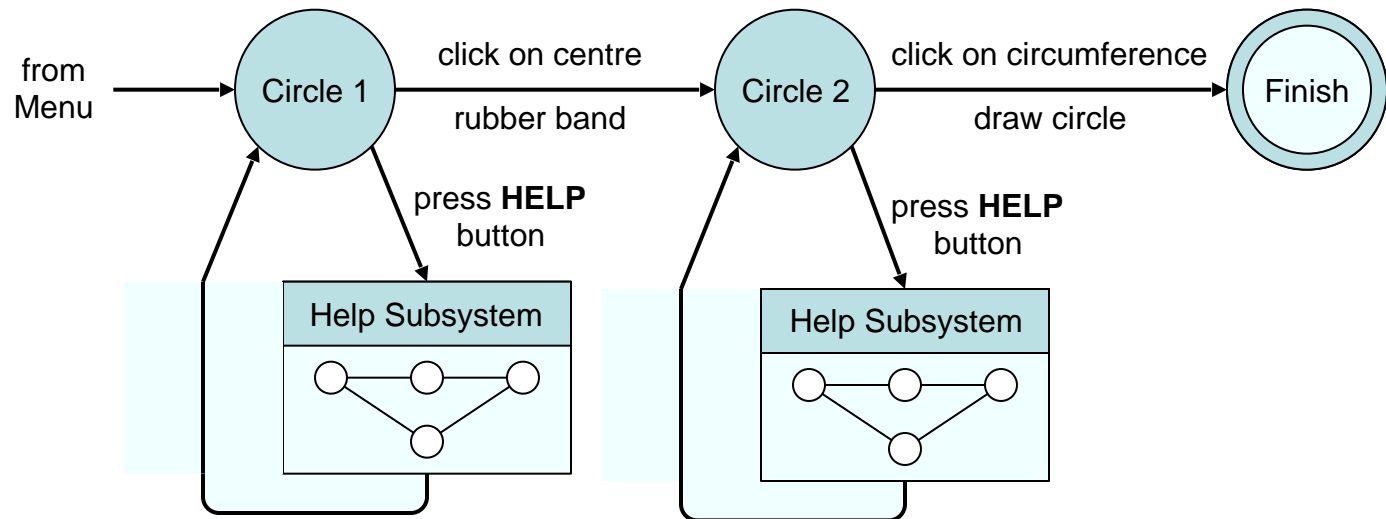 from
Menu
Circle 1
click on centre
rubber band
Circle 2
click on circumference
draw circle
Finish
press HELP
button
press HELP
button
Help Subsystem
Help Subsystem